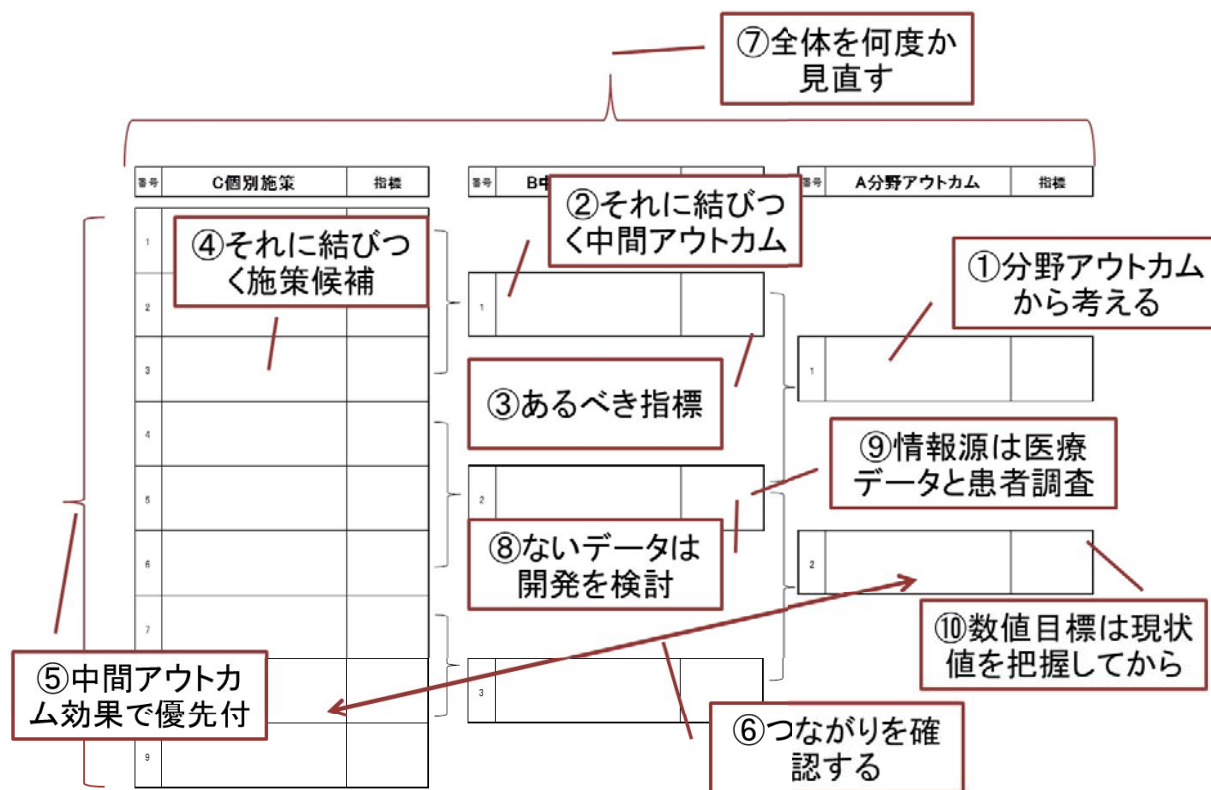 ⑦全体を何度か
見直す
番号 C個別施策 指標
番号 B中
番号 A分野アウトカム 指標
②それに結びつ
く中間アウトカム
④それに結びつ
く施策候補
①分野アウトカム
から考える
1
2
3
4
5
6
7
9
1
2
3
1
2
③あるべき指標
⑨情報源は医療
データと患者調査
⑧ないデータは
開発を検討
⑩数値目標は現状
値を把握してから
⑤中間アウトカ
ム効果で優先付
⑥つながりを確
認する